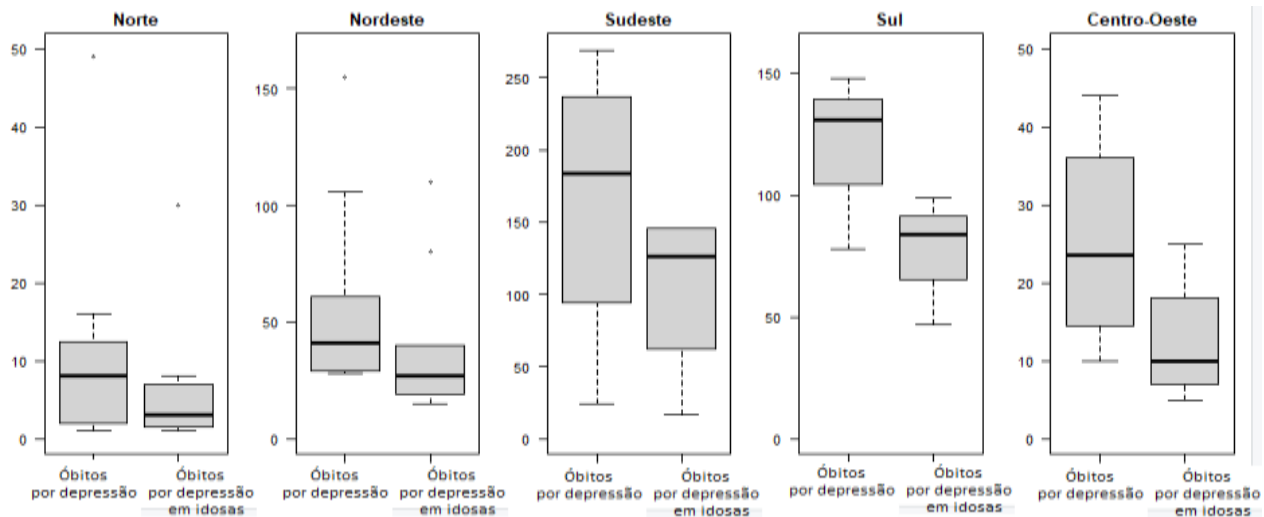 Norte
50
40
30
20
10
0
Óbitos
por depressão
Óbitos
por depressão
em idosas
Nordeste
150
100
50
0
Óbitos
por depressão
Óbitos
por depressão
em idosas
Sudeste
250
200
150
100
50
0
Óbitos
por depressão
Óbitos
por depressão
em idosas
Sul
150
100
50
0
Óbitos
por depressão
Óbitos
por depressão
em idosas
Centro-Oeste
50
40
30
20
10
0
Óbitos
por depressão
Óbitos
por depressão
em idosas